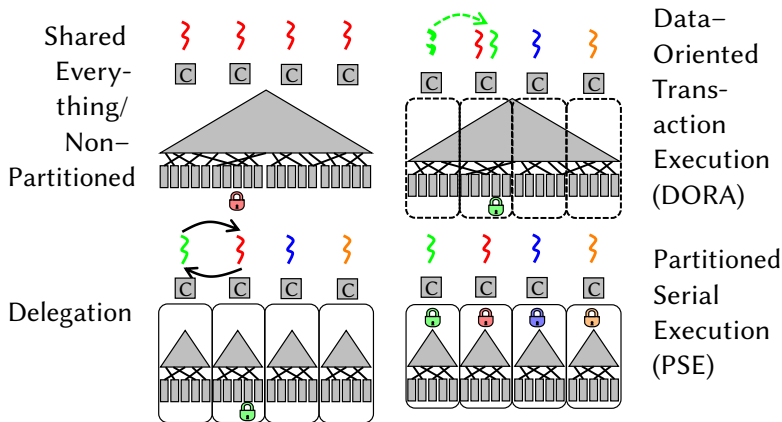 Shared
Every-
thing/
Non–
Partitioned
C C C C
Data–
Oriented
Trans-
action
Execution
(DORA)
C C C C
Delegation
C C C C
Partitioned
Serial
Execution
(PSE)
C C C C